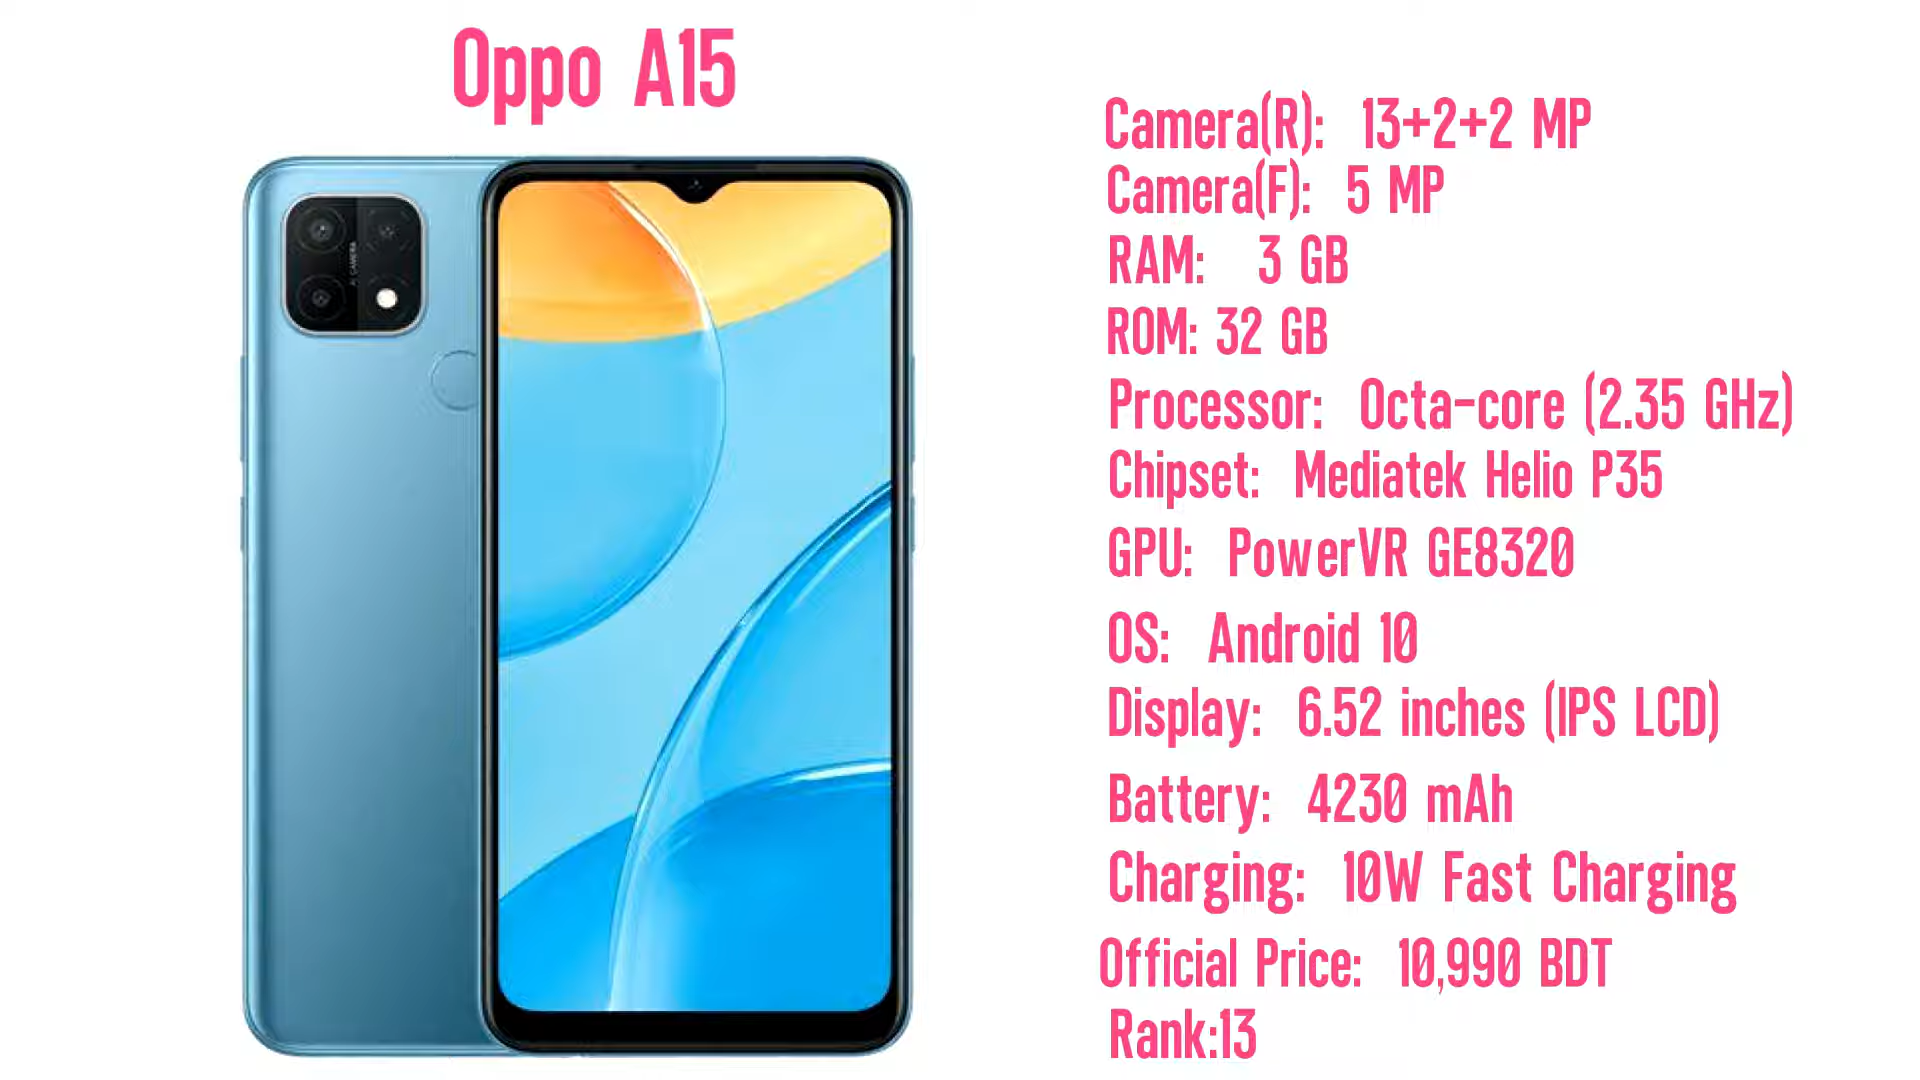 Oppo A15
Camera(R): 13+2+2 MP
Camera(F): 5 MP
RAM: 3 GB
ROM: 32 GB
Processor: Octa-core (2.35 GHz)
Chipset: Mediatek Helio P35
GPU: PowerVR GE8320
OS: Android 10
Display: 6.52 inches (IPS LCD)
Battery: 4230 mAh
Charging: 10W Fast Charging
Official Price: 10,990 BDT
Rank:13
AI CAMERA